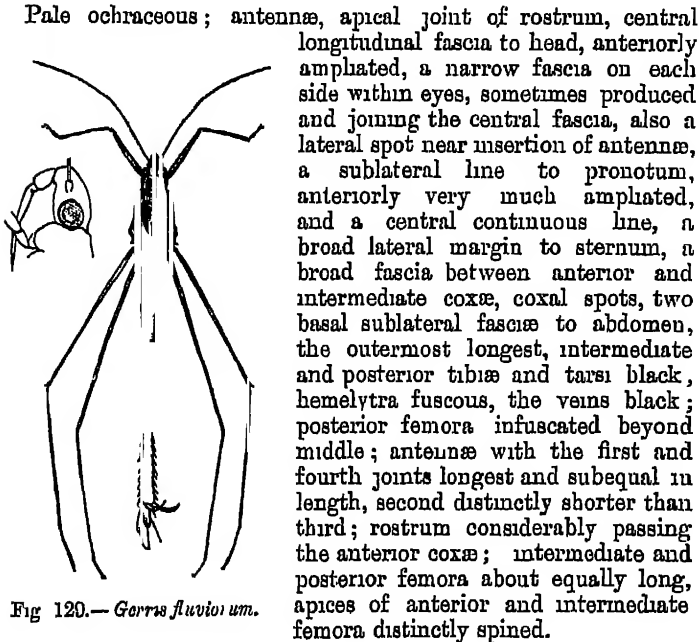 Pale ochraceous; antennæ, apical joint of rostrum, central
longitudinal fascia to head, anteriorly
ampliated, a narrow fascia on each
side within eyes, sometimes produced
and joining the central fascia, also a
lateral spot near insertion of antennæ,
a sublateral line to pronotum,
anteriorly very much ampliated,
and a central continuous line, a
broad lateral margin to sternum, a
broad fascia between anterior and
intermediate coxæ, coxal spots, two
basal sublateral fasciæ to abdomen,
the outermost longest, intermediate
and posterior tibiæ and tarsi black,
hemelytra fuscous, the veins black;
posterior femora infuscated beyond
middle; antennæ with the first and
fourth joints longest and subequal in
length, second distinctly shorter than
third; rostrum considerably passing
the anterior coxæ; intermediate and
posterior femora about equally long,
apices of anterior and intermediate
femora distinctly spined.
Fig 120.—Gerris fluviorum.